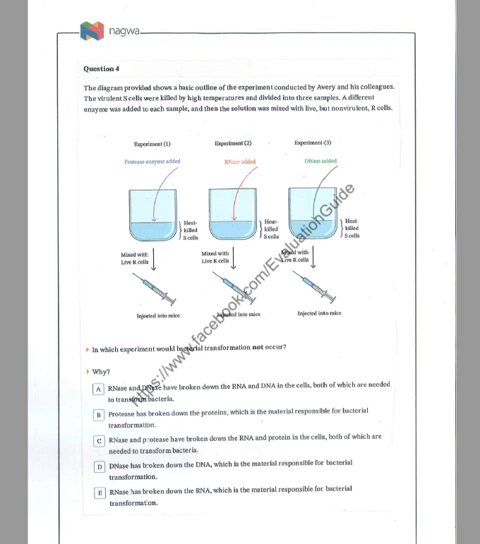 nagwa
Question 4
The diagram provided shows a basic outline of the experiment conducted by Avery and his colleagues.
The virulent S cells were killed by high temperatures and divided into three samples. A different
enzyme was added to each sample, and then the solution was mixed with live, but nonvirulent, R cells.
Experiment (1) Experiment (2) Experiment (3)
Protease enzyme added RNase added DNase added
Heat- Heat- Heat-
killed killed killed
S cells S cells S cells
Mixed with Mixed with Mixed with
Live R cells Live R cells Live R cells
Injected into mice Injected into mice Injected into mice
https://www.facebook.com/EvaluationGuide
In which experiment would bacterial transformation not occur?
Why?
A RNase and DNase have broken down the RNA and DNA in the cells, both of which are needed
to transform bacteria.
B Protease has broken down the proteins, which is the material responsible for bacterial
transformation.
C RNase and protease have broken down the RNA and protein in the cells, both of which are
needed to transform bacteria.
D DNase has broken down the DNA, which is the material responsible for bacterial
transformation.
E RNase has broken down the RNA, which is the material responsible for bacterial
transformation.